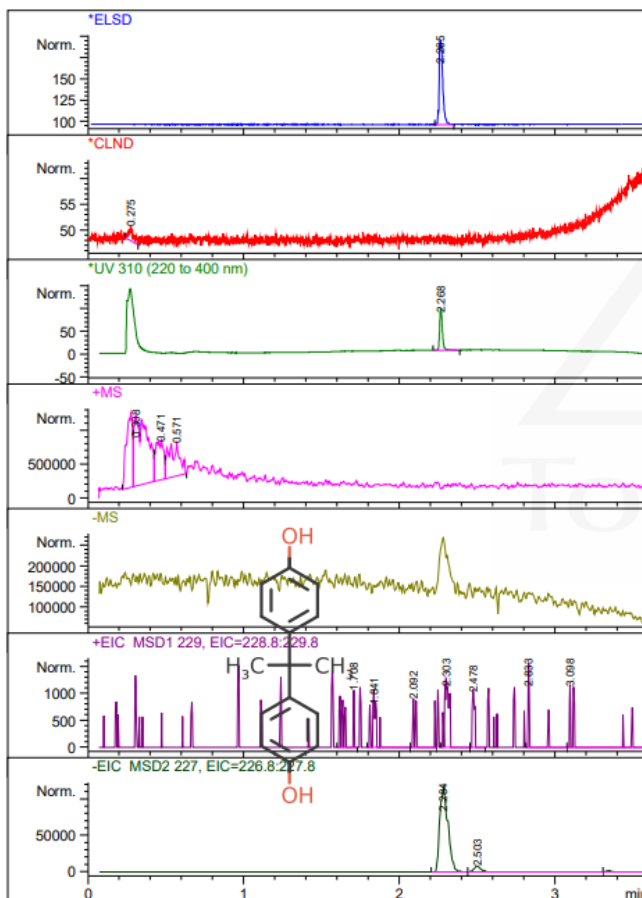 *ELSD
Norm.
2.265
150
125
100
*CLND
Norm.
0.275
55
50
*UV 310 (220 to 400 nm)
Norm.
2.268
50
0
-50
+MS
Norm.
0.471
0.571
500000
0
-MS
Norm.
OH
200000
150000
100000
+EIC MSD1 229, EIC=228.8:229.8
Norm.
H₃C
CH₃
1.708
1.841
2.092
2.303
2.478
2.833
3.098
1000
500
0
-EIC MSD2 227, EIC=226.8:227.8
OH
Norm.
2.284
2.503
50000
0
0
1
2
3
min